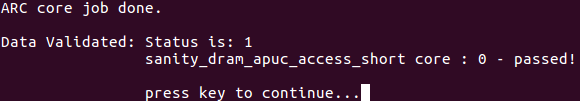 ARC core job done.
Data Validated: Status is: 1
sanity_dram_apuc_access_short core : 0 - passed!
press key to continue...